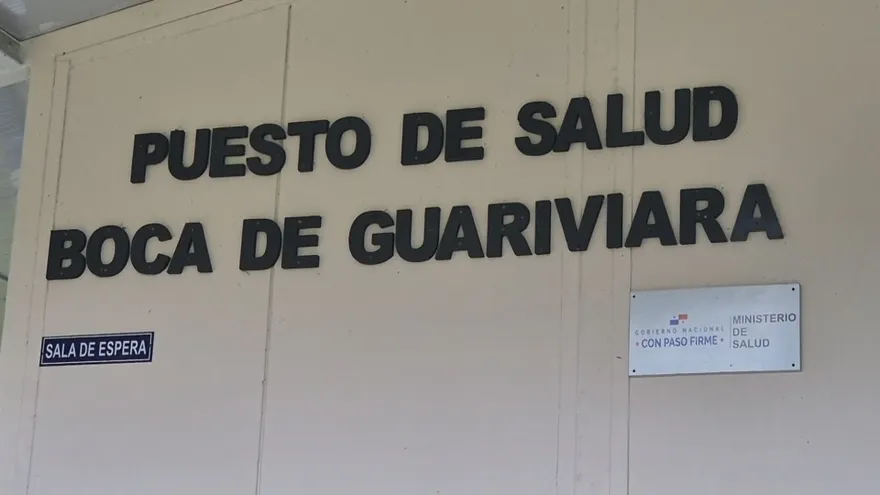 PUESTO DE SALUD
BOCA DE GUARIVIARA
SALA DE ESPERA
GOBIERNO NACIONAL
• CON PASO FIRME •
MINISTERIO
DE
SALUD